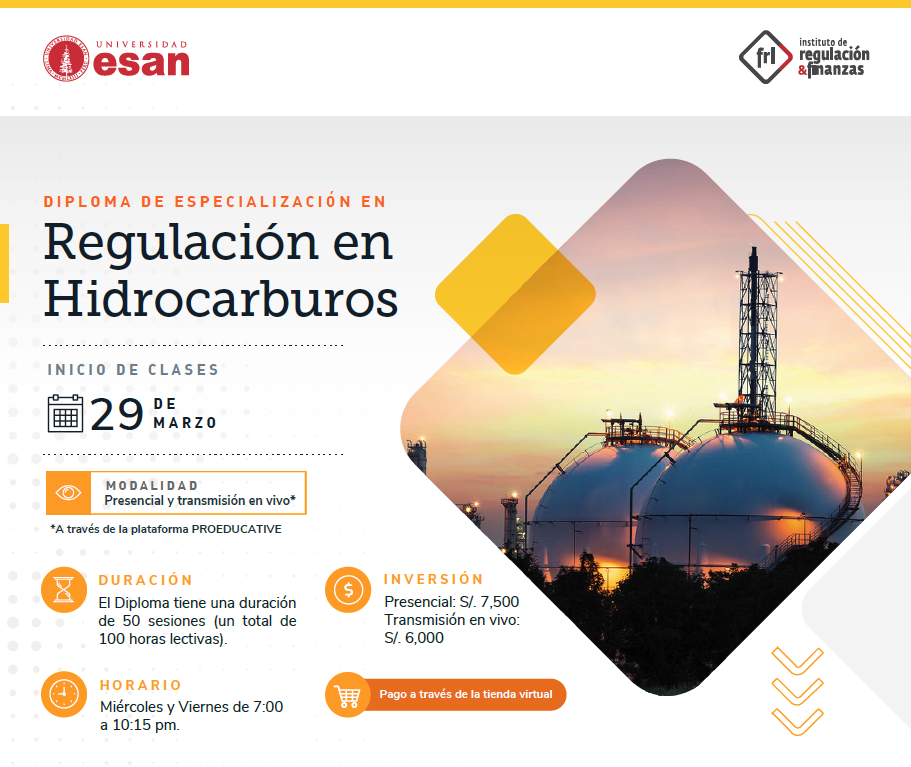 UNIVERSIDAD
esan
frl
instituto de
regulación
&finanzas
DIPLOMA DE ESPECIALIZACIÓN EN
Regulación en
Hidrocarburos
INICIO DE CLASES
29 DE
MARZO
MODALIDAD
Presencial y transmisión en vivo*
*A través de la plataforma PROEDUCATIVE
DURACIÓN
El Diploma tiene una duración
de 50 sesiones (un total de
100 horas lectivas).
INVERSIÓN
Presencial: S/. 7,500
Transmisión en vivo:
S/. 6,000
HORARIO
Miércoles y Viernes de 7:00
a 10:15 pm.
Pago a través de la tienda virtual